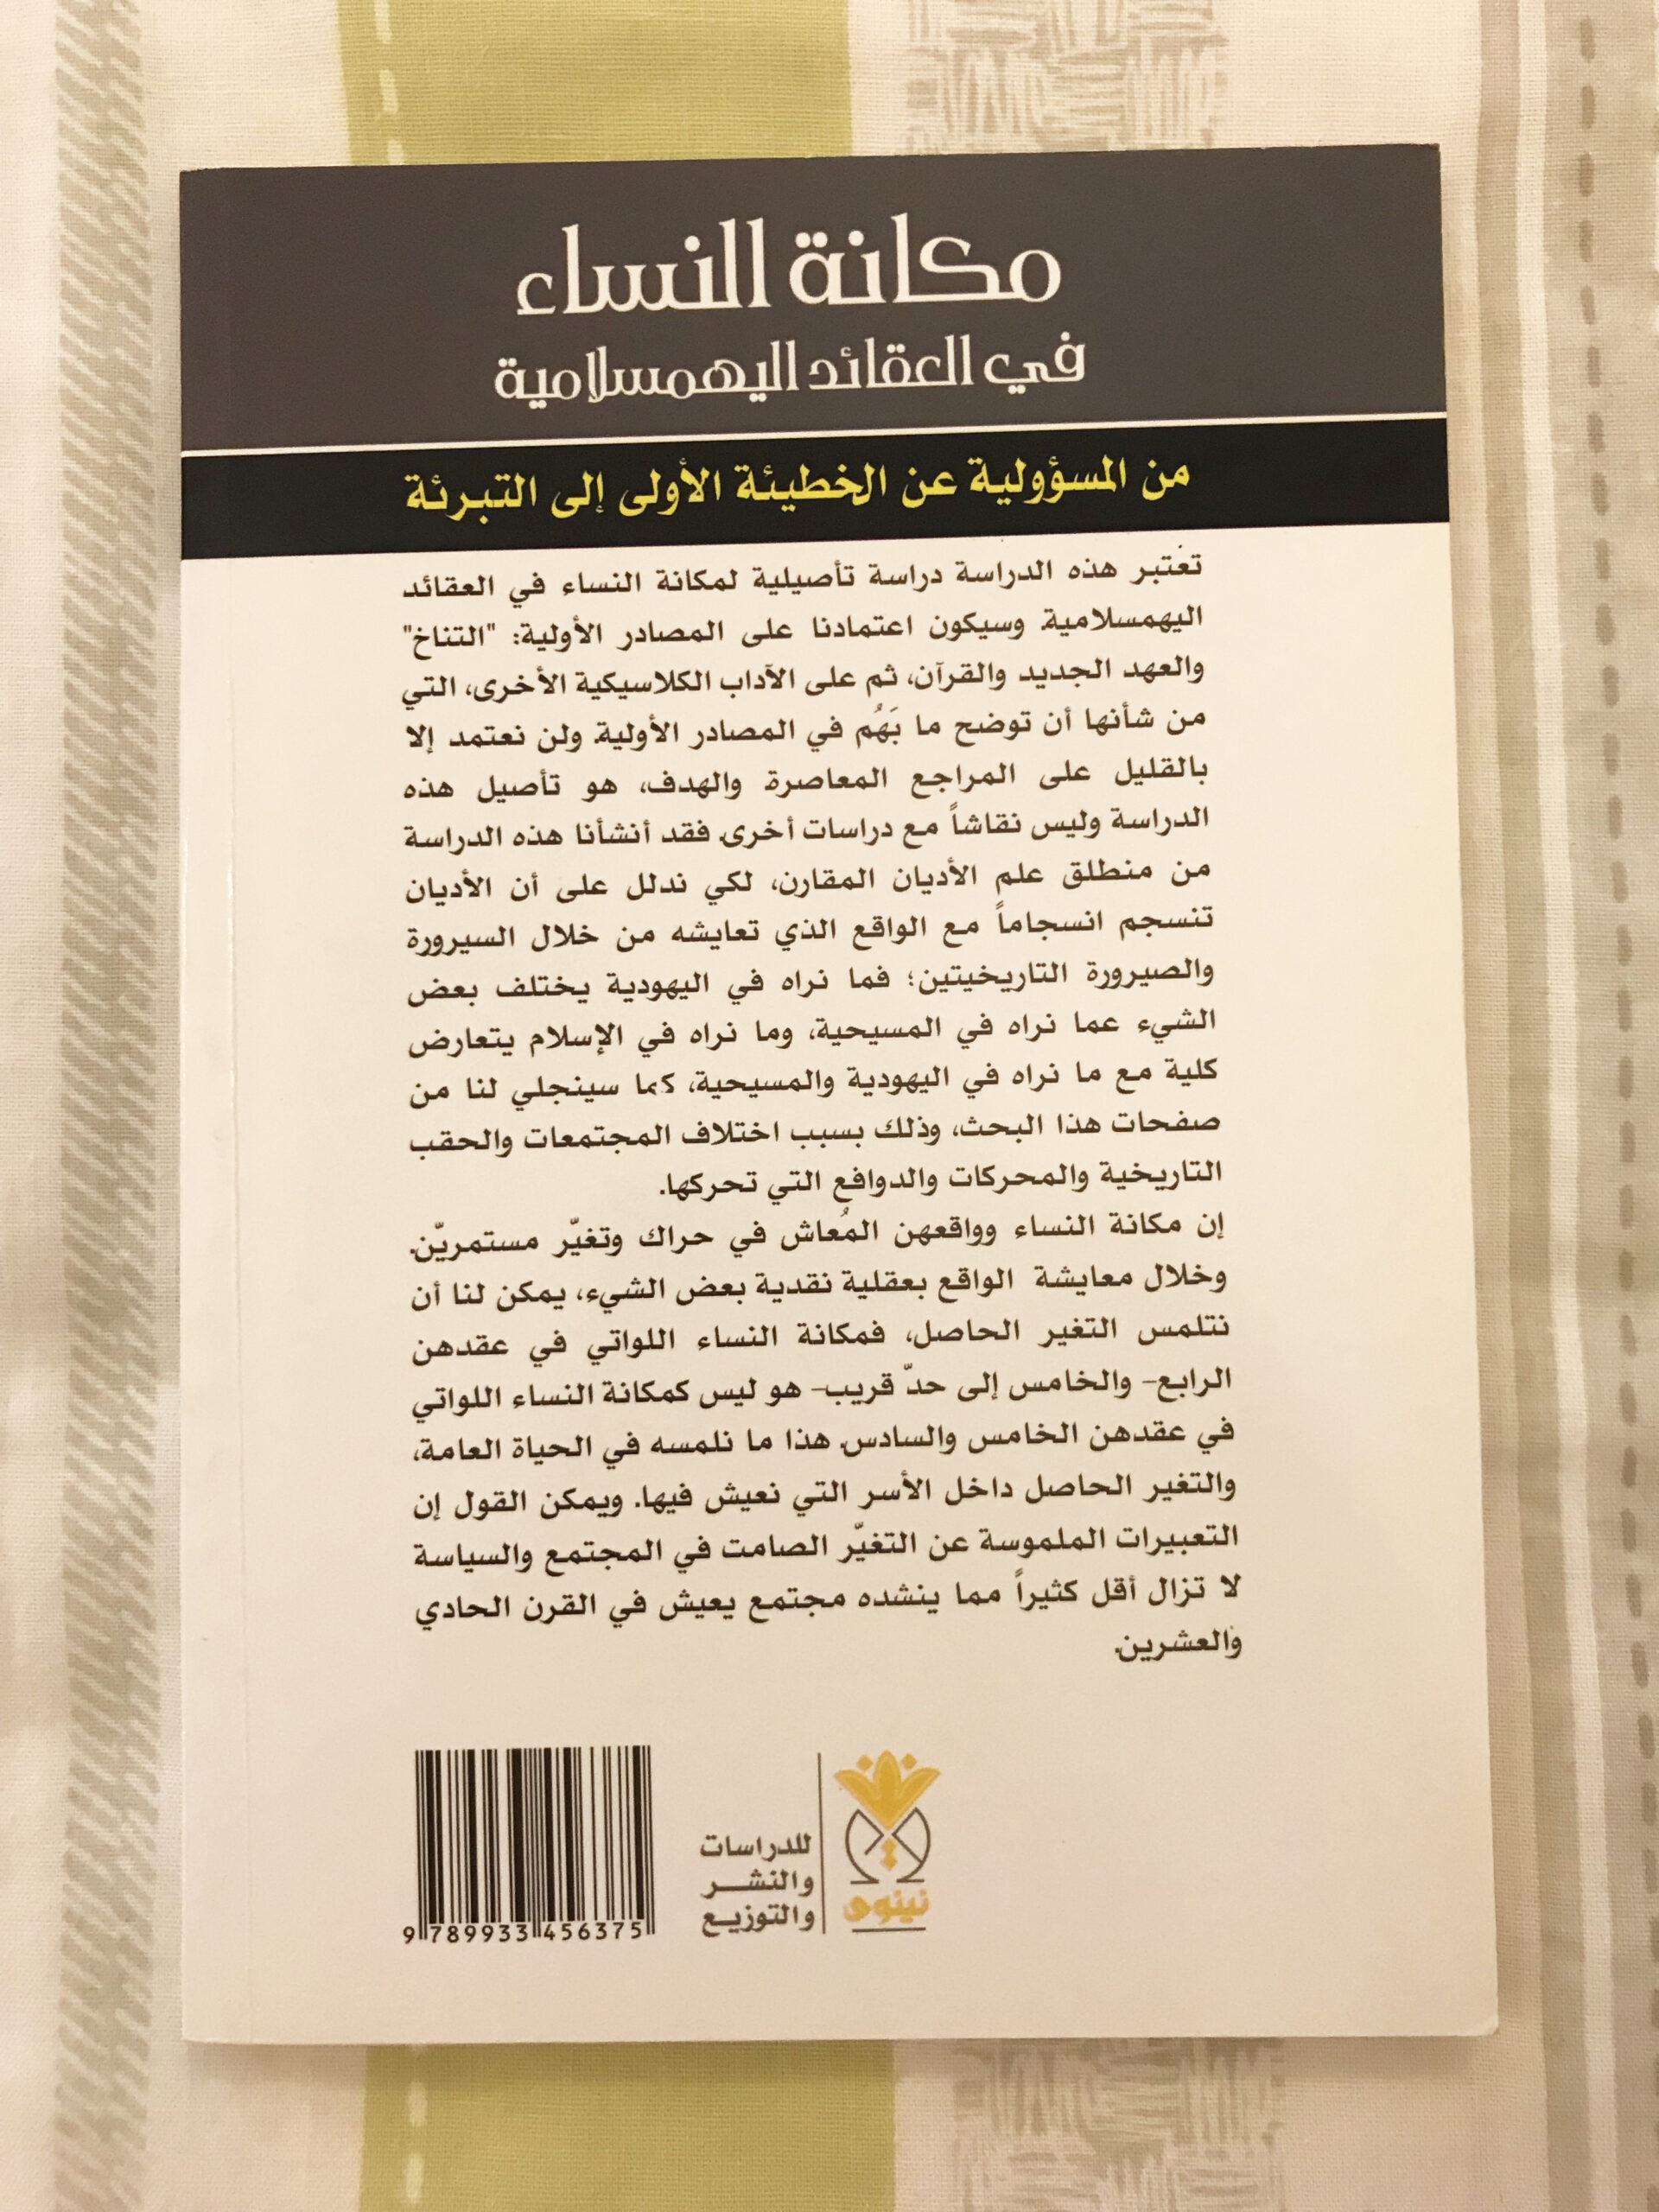 مكانة النساء
في العقائد اليهمسلامية
من المسؤولية عن الخطيئة الأولى إلى التبرئة
تعتبر هذه الدراسة دراسة تأصيلية لمكانة النساء في العقائد
اليهمسلامية. وسيكون اعتمادنا على المصادر الأولية: "التناخ"
والعهد الجديد والقرآن، ثم على الآداب الكلاسيكية الأخرى، التي
من شأنها أن توضح ما بَهُم في المصادر الأولية. ولن نعتمد إلا
بالقليل على المراجع المعاصرة. والهدف، هو تأصيل هذه
الدراسة وليس نقاشاً مع دراسات أخرى. فقد أنشأنا هذه الدراسة
من منطلق علم الأديان المقارن، لكي ندلل على أن الأديان
تنسجم انسجاماً مع الواقع الذي تعايشه من خلال السيرورة
والصيرورة التاريخيتين؛ فما نراه في اليهودية يختلف بعض
الشيء عما نراه في المسيحية، وما نراه في الإسلام يتعارض
كلية مع ما نراه في اليهودية والمسيحية، كما سينجلي لنا من
صفحات هذا البحث، وذلك بسبب اختلاف المجتمعات والحقب
التاريخية والمحركات والدوافع التي تحركها.
إن مكانة النساء وواقعهن المُعاش في حراك وتغيّر مستمريّن.
وخلال معايشة الواقع بعقلية نقدية بعض الشيء، يمكن لنا أن
نتلمس التغير الحاصل، فمكانة النساء اللواتي في عقدهن
الرابع- والخامس إلى حدّ قريب- هو ليس كمكانة النساء اللواتي
في عقدهن الخامس والسادس. هذا ما نلمسه في الحياة العامة،
والتغير الحاصل داخل الأسر التي نعيش فيها. ويمكن القول إن
التعبيرات الملموسة عن التغيّر الصامت في المجتمع والسياسة
لا تزال أقل كثيراً مما ينشده مجتمع يعيش في القرن الحادي
والعشرين.
نينوى
للدراسات
والنشـــر
والتوزيـع
9 789933 456375